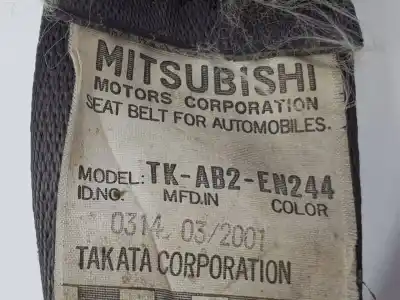 MITSUBISHI
MOTORS CORPORATION
SEAT BELT FOR AUTOMOBILES.
MODEL: TK-AB2-EN244
ID.NO. MFD.IN COLOR
0314 03/2001
TAKATA CORPORATION